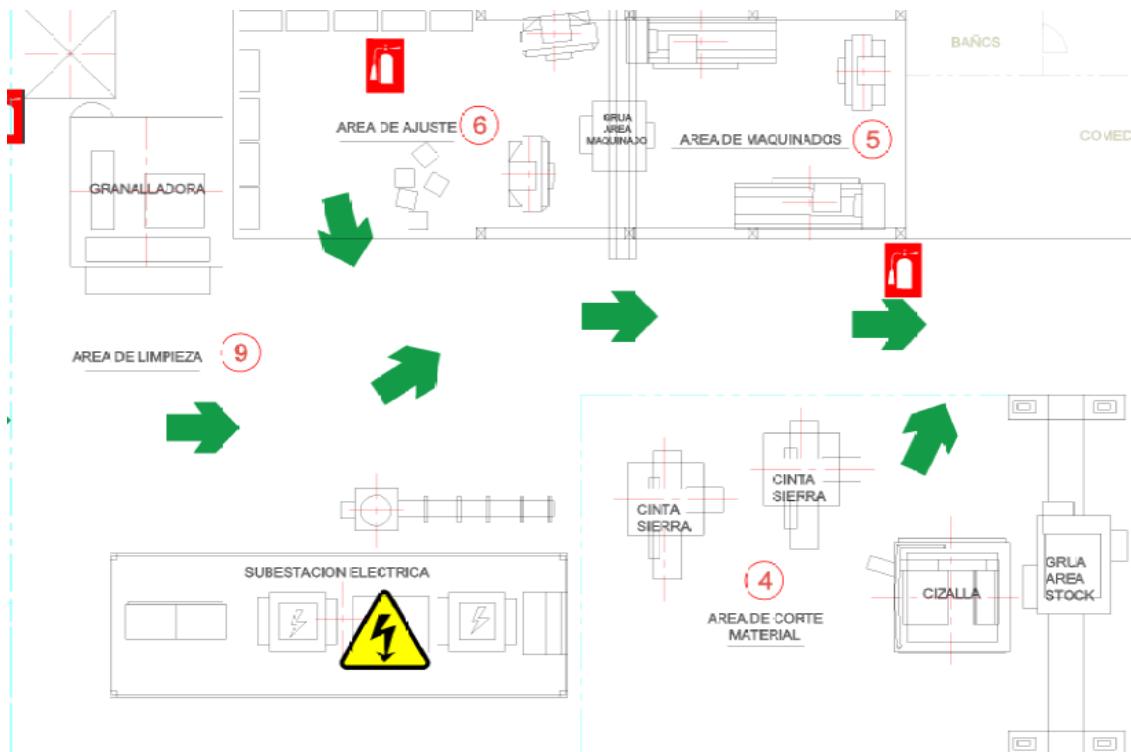 BAÑOS
GRUA
AREA
MAQUINADO
AREA DE AJUSTE
6
AREA DE MAQUINADOS
5
COMED
GRANALLADORA
AREA DE LIMPIEZA
9
CINTA
SIERRA
CINTA
SIERRA
SUBESTACION ELECTRICA
4
AREA DE CORTE
MATERIAL
CIZALLA
GRUA
AREA
STOCK